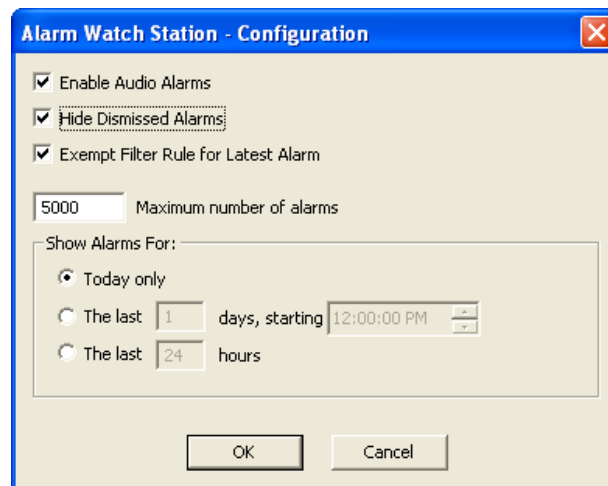 Alarm Watch Station - Configuration
Enable Audio Alarms
Hide Dismissed Alarms
Exempt Filter Rule for Latest Alarm
5000 Maximum number of alarms
Show Alarms For:
Today only
The last 1 days, starting 12:00:00 PM
The last 24 hours
OK Cancel